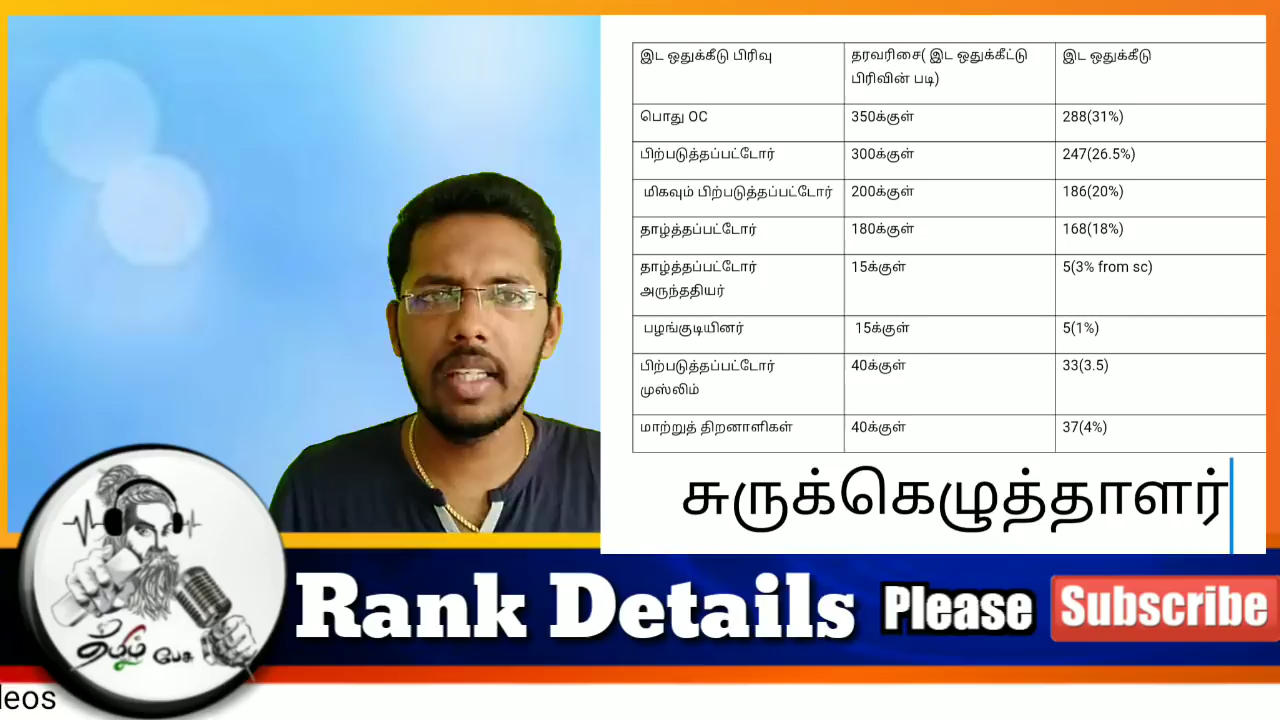 இட ஒதுக்கீடு பிரிவு தரவரிசை( இட ஒதுக்கீட்டு இட ஒதுக்கீடு
பிரிவின் படி)
பொது OC 350க்குள் 288(31%)
பிற்படுத்தப்பட்டோர் 300க்குள் 247(26.5%)
மிகவும் பிற்படுத்தப்பட்டோர் 200க்குள் 186(20%)
தாழ்த்தப்பட்டோர் 180க்குள் 168(18%)
தாழ்த்தப்பட்டோர் 15க்குள் 5(3% from sc)
அருந்ததியர்
பழங்குடியினர் 15க்குள் 5(1%)
பிற்படுத்தப்பட்டோர் 40க்குள் 33(3.5)
முஸ்லிம்
மாற்றுத் திறனாளிகள் 40க்குள் 37(4%)
சுருக்கெழுத்தாளர்
Rank Details Please Subscribe
தமிழ் பேசு
leos